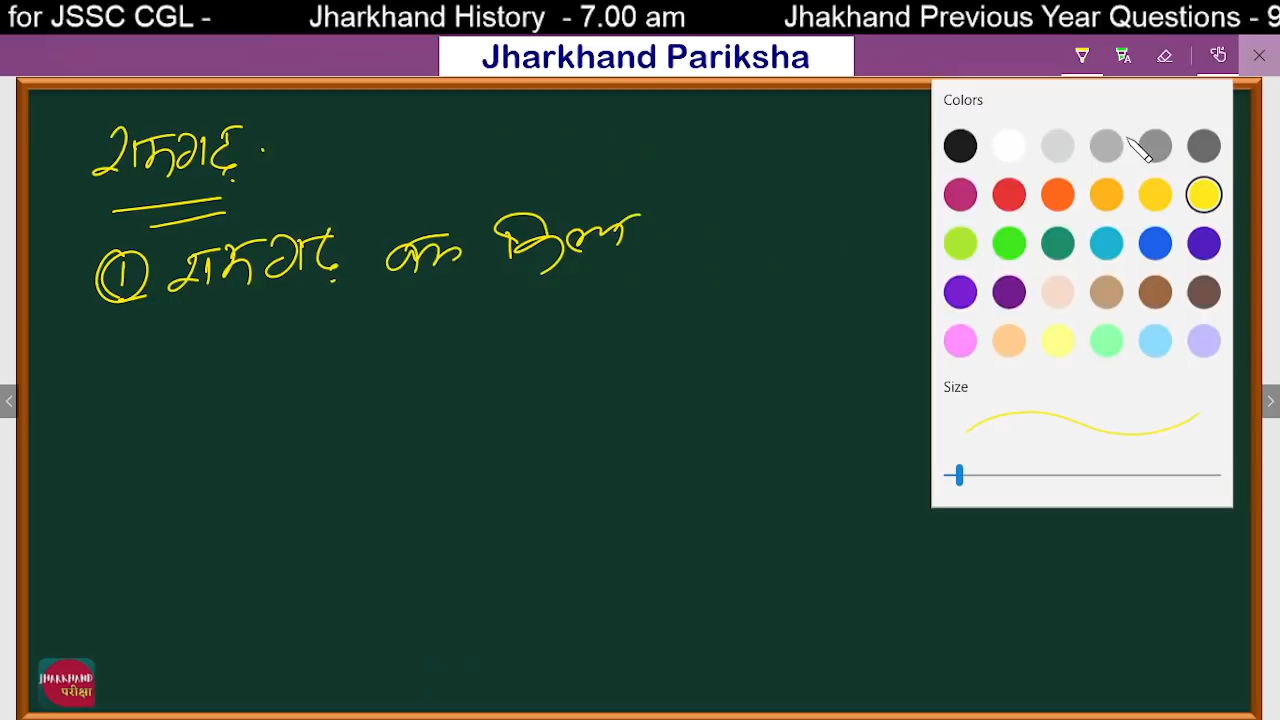 for JSSC CGL - Jharkhand History - 7.00 am Jhakhand Previous Year Questions - 9
Jharkhand Pariksha
Colors
रामगढ़
① रामगढ़ का किला
Size
JHARKHAND
परीक्षा